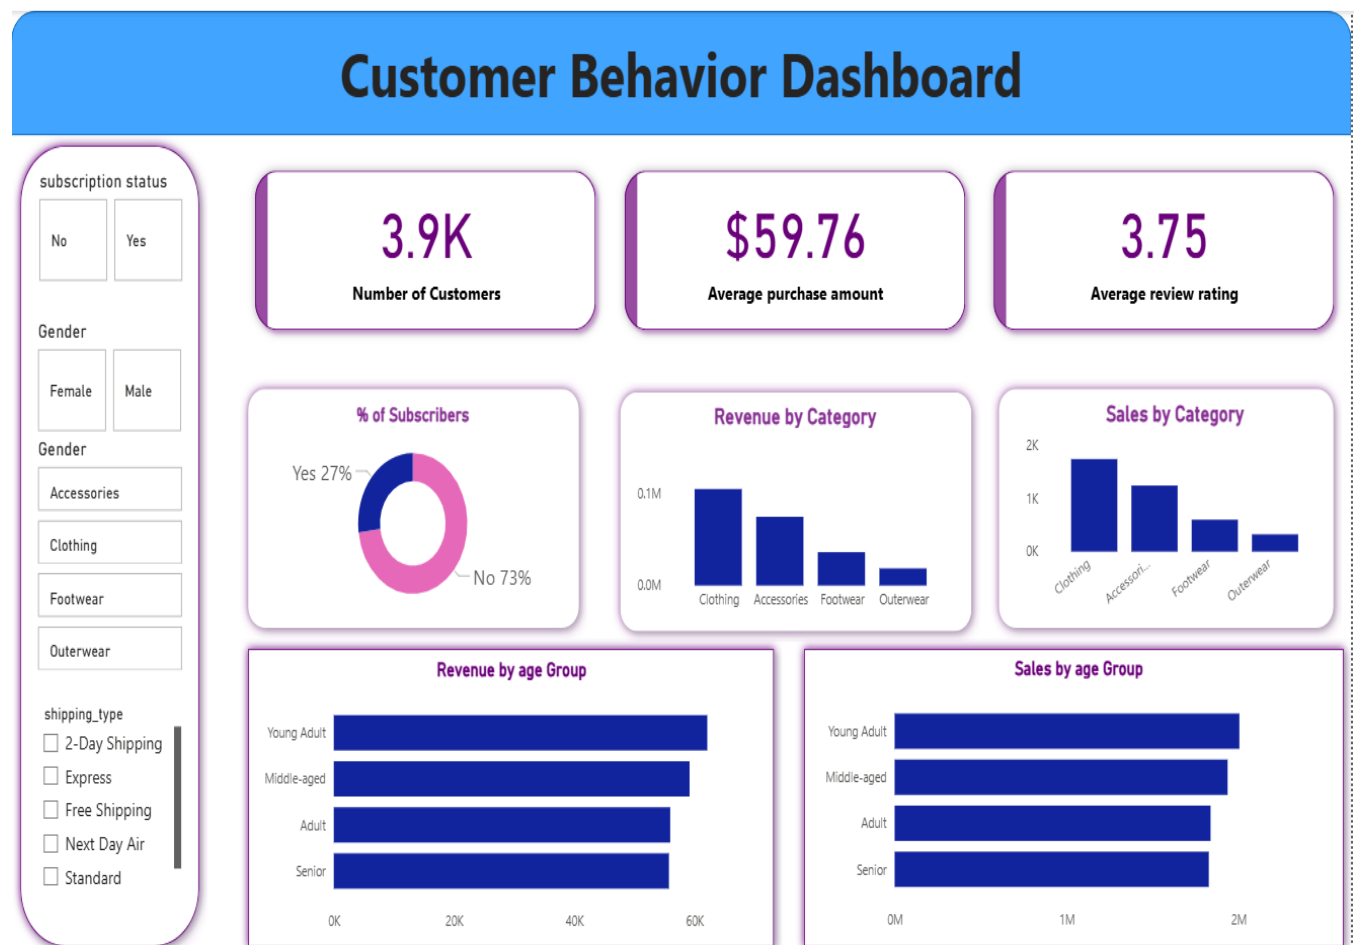 Customer Behavior Dashboard
subscription status
No
Yes
Gender
Female
Male
Gender
Accessories
Clothing
Footwear
Outerwear
shipping_type
2-Day Shipping
Express
Free Shipping
Next Day Air
Standard
3.9K
Number of Customers
$59.76
Average purchase amount
3.75
Average review rating
% of Subscribers
Yes 27%
No 73%
Revenue by Category
0.1M
0.0M
Clothing
Accessories
Footwear
Outerwear
Sales by Category
2K
1K
0K
Clothing
Accessori...
Footwear
Outerwear
Revenue by age Group
Young Adult
Middle-aged
Adult
Senior
0K
20K
40K
60K
Sales by age Group
Young Adult
Middle-aged
Adult
Senior
0M
1M
2M